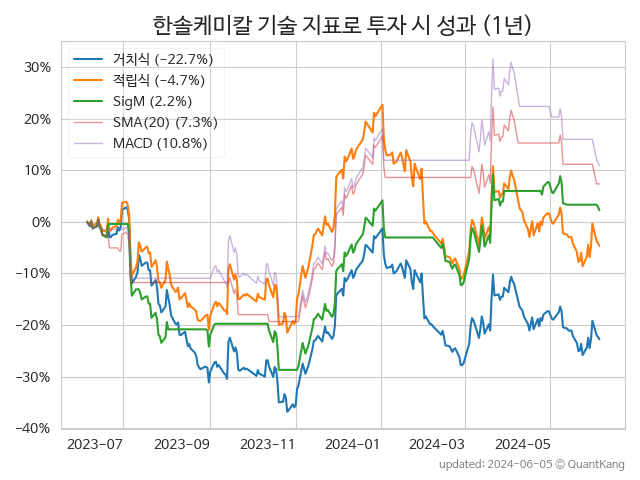 한솔케미칼 기술 지표로 투자 시 성과 (1년)
거치식 (−22.7%)
적립식 (−4.7%)
SigM (2.2%)
SMA(20) (7.3%)
MACD (10.8%)
30%
20%
10%
0%
−10%
−20%
−30%
−40%
2023-07 2023-09 2023-11 2024-01 2024-03 2024-05
updated: 2024-06-05 ⓒ QuantKang